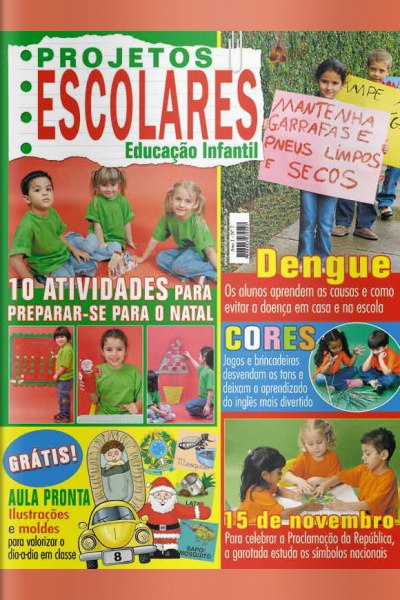 PROJETOS
ESCOLARES
Educação Infantil
MANTENHA
GARRAFAS E
PNEUS LIMPOS
E SECOS
10 ATIVIDADES PARA
PREPARAR-SE PARA O NATAL
Dengue
Os alunos aprendem as causas e como
evitar a doença em casa e na escola
CORES
Jogos e brincadeiras
desvendam os tons e
deixam o aprendizado
do inglês mais divertido
GRÁTIS!
AULA PRONTA
Ilustrações
e moldes
para valorizar o
dia-a-dia em classe
8
15 de novembro
Para celebrar a Proclamação da República,
a garotada estuda os símbolos nacionais